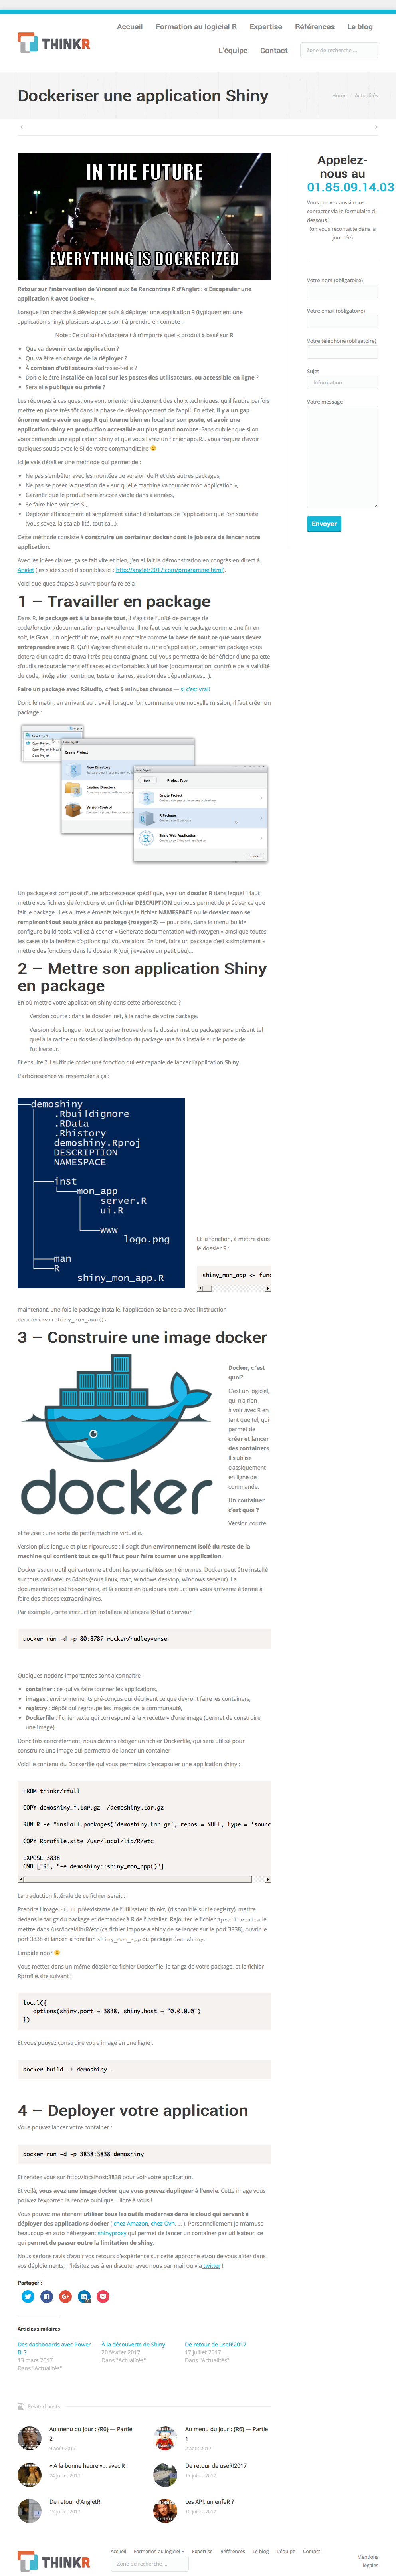 THINKR
Accueil Formation au logiciel R Expertise Références Le blog
L'équipe Contact Zone de recherche ...
Dockeriser une application Shiny
Home Actualités
IN THE FUTURE
EVERYTHING IS DOCKERIZED
Retour sur l'intervention de Vincent aux 6e Rencontres R d'Anglet : « Encapsuler une
application R avec Docker ».
Lorsque l'on cherche à développer puis à déployer une application R (typiquement une
application shiny), plusieurs aspects sont à prendre en compte :
Note : Ce qui suit s'adapterait à n'importe quel « produit » basé sur R
Que va devenir cette application ?
Qui va être en charge de la déployer ?
À combien d'utilisateurs s'adresse-t-elle ?
Doit-elle être installée en local sur les postes des utilisateurs, ou accessible en ligne ?
Sera elle publique ou privée ?
Les réponses à ces questions vont orienter directement des choix techniques, qu'il faudra parfois
mettre en place très tôt dans la phase de développement de l'appli. En effet, il y a un gap
énorme entre avoir un app.R qui tourne bien en local sur son poste, et avoir une
application shiny en production accessible au plus grand nombre. Sans oublier que si on
vous demande une application shiny et que vous livrez un fichier app.R… vous risquez d'avoir
quelques soucis avec le SI de votre commanditaire 🙂
Ici je vais détailler une méthode qui permet de :
Ne pas s'embêter avec les montées de version de R et des autres packages,
Ne pas se poser la question de « sur quelle machine va tourner mon application »,
Garantir que le produit sera encore viable dans x années,
Se faire bien voir des SI,
Déployer efficacement et simplement autant d'instances de l'application que l'on souhaite
(vous savez, la scalabilité, tout ca…).
Cette méthode consiste à construire un container docker dont le job sera de lancer notre
application.
Avec les idées claires, ça se fait vite et bien, j'en ai fait la démonstration en congrès en direct à
Anglet (les slides sont disponibles ici : http://angletr2017.com/programme.html).
Voici quelques étapes à suivre pour faire cela :
1 – Travailler en package
Dans R, le package est à la base de tout, il s'agit de l'unité de partage de
code/fonction/documentation par excellence. Il ne faut pas voir le package comme une fin en
soit, le Graal, un objectif ultime, mais au contraire comme la base de tout ce que vous devez
entreprendre avec R. Qu'il s'agisse d'une étude ou une d'application, penser en package vous
dotera d'un cadre de travail très peu contraignant, qui vous permettra de bénéficier d'une palette
d'outils redoutablement efficaces et confortables à utiliser (documentation, contrôle de la validité
du code, intégration continue, tests unitaires, gestion des dépendances… ).
Faire un package avec RStudio, c 'est 5 minutes chronos — si c'est vrai!
Donc le matin, en arrivant au travail, lorsque l'on commence une nouvelle mission, il faut créer un
package :
Create Project
New Directory
Existing Directory
Version Control
Back Project Type
Empty Project
Create a new project in an empty directory
R Package
Create a new R package
Shiny Web Application
Create a new Shiny web application
Cancel
Un package est composé d'une arborescence spécifique, avec un dossier R dans lequel il faut
mettre vos fichiers de fonctions et un fichier DESCRIPTION qui vous permet de préciser ce que
fait le package. Les autres éléments tels que le fichier NAMESPACE ou le dossier man se
rempliront tout seuls grâce au package {roxygen2} — pour cela, dans le menu build>
configure build tools, veillez à cocher « Generate documentation with roxygen » ainsi que toutes
les cases de la fenêtre d'options qui s'ouvre alors. En bref, faire un package c'est « simplement »
mettre des fonctions dans le dossier R (oui, j'exagère un petit peu)…
2 – Mettre son application Shiny
en package
En où mettre votre application shiny dans cette arborescence ?
Version courte : dans le dossier inst, à la racine de votre package.
Version plus longue : tout ce qui se trouve dans le dossier inst du package sera présent tel
quel à la racine du dossier d'installation du package une fois installé sur le poste de
l'utilisateur.
Et ensuite ? Il suffit de coder une fonction qui est capable de lancer l'application Shiny.
L'arborescence va ressembler à ça :
demoshiny
.Rbuildignore
.RData
.Rhistory
demoshiny.Rproj
DESCRIPTION
NAMESPACE
inst
mon_app
server.R
ui.R
www
logo.png
man
R
shiny_mon_app.R
Et la fonction, à mettre dans
le dossier R :
shiny_mon_app <- func
maintenant, une fois le package installé, l'application se lancera avec l'instruction
demoshiny::shiny_mon_app().
3 – Construire une image docker
docker
Docker, c 'est
quoi?
C'est un logiciel,
qui n'a rien
à voir avec R en
tant que tel, qui
permet de
créer et lancer
des containers.
Il s'utilise
classiquement
en ligne de
commande.
Un container
c'est quoi ?
Version courte
et fausse : une sorte de petite machine virtuelle.
Version plus longue et plus rigoureuse : il s'agit d'un environnement isolé du reste de la
machine qui contient tout ce qu'il faut pour faire tourner une application.
Docker est un outil qui cartonne et dont les potentialités sont énormes. Docker peut être installé
sur tous ordinateurs 64bits (sous linux, mac, windows desktop, windows serveur). La
documentation est foisonnante, et la encore en quelques instructions vous arriverez à terme à
faire des choses extraordinaires.
Par exemple , cette instruction installera et lancera Rstudio Serveur !
docker run -d -p 80:8787 rocker/hadleyverse
Quelques notions importantes sont a connaitre :
container : ce qui va faire tourner les applications,
images : environnements pré-conçus qui décrivent ce que devront faire les containers,
registry : dépôt qui regroupe les images de la communauté,
Dockerfile : fichier texte qui correspond à la « recette » d'une image (permet de construire
une image).
Donc très concrètement, nous devons rédiger un fichier Dockerfile, qui sera utilisé pour
construire une image qui permettra de lancer un container
Voici le contenu du Dockerfile qui vous permettra d'encapsuler une application shiny :
FROM thinkr/rfull
COPY demoshiny_*.tar.gz /demoshiny.tar.gz
RUN R -e "install.packages('demoshiny.tar.gz', repos = NULL, type = 'sourc
COPY Rprofile.site /usr/local/lib/R/etc
EXPOSE 3838
CMD ["R", "-e demoshiny::shiny_mon_app()"]
La traduction littérale de ce fichier serait :
Prendre l'image rfull préexistante de l'utilisateur thinkr, (disponible sur le registry), mettre
dedans le tar.gz du package et demander à R de l'installer. Rajouter le fichier Rprofile.site le
mettre dans /usr/local/lib/R/etc (ce fichier impose a shiny de se lancer sur le port 3838), ouvrir le
port 3838 et lancer la fonction shiny_mon_app du package demoshiny.
Limpide non? 🙂
Vous mettez dans un même dossier ce fichier Dockerfile, le tar.gz de votre package, et le fichier
Rprofile.site suivant :
local({
options(shiny.port = 3838, shiny.host = "0.0.0.0")
})
Et vous pouvez construire votre image en une ligne :
docker build -t demoshiny .
4 – Deployer votre application
Vous pouvez lancer votre container :
docker run -d -p 3838:3838 demoshiny
Et rendez vous sur http://localhost:3838 pour voir votre application.
Et voilà, vous avez une image docker que vous pouvez dupliquer à l'envie. Cette image vous
pouvez l'exporter, la rendre publique… libre à vous !
Vous pouvez maintenant utiliser tous les outils modernes dans le cloud qui servent à
déployer des applications docker ( chez Amazon, chez Ovh, … ). Personnellement je m'amuse
beaucoup en auto hébergeant shinyproxy qui permet de lancer un container par utilisateur, ce
qui permet de passer outre la limitation de shiny.
Nous serions ravis d'avoir vos retours d'expérience sur cette approche et/ou de vous aider dans
vos déploiements, n'hésitez pas à en discuter avec nous par mail ou via twitter !
Partager :
Articles similaires
Des dashboards avec Power
BI ?
13 mars 2017
Dans "Actualités"
À la découverte de Shiny
20 février 2017
Dans "Actualités"
De retour de useR!2017
17 juillet 2017
Dans "Actualités"
Related posts
Au menu du jour : {R6} — Partie
2
3 août 2017
Au menu du jour : {R6} — Partie
1
2 août 2017
« À la bonne heure »… avec R !
24 juillet 2017
De retour de useR!2017
17 juillet 2017
De retour d'AngletR
12 juillet 2017
Les API, un enfeR ?
10 juillet 2017
Appelez-
nous au
01.85.09.14.03
Vous pouvez aussi nous
contacter via le formulaire ci-
dessous :
(on vous recontacte dans la
journée)
Votre nom (obligatoire)
Votre email (obligatoire)
Votre téléphone (obligatoire)
Sujet
Information
Votre message
Envoyer
THINKR
Accueil Formation au logiciel R Expertise Références Le blog L'équipe Contact
Zone de recherche ...
Mentions
légales